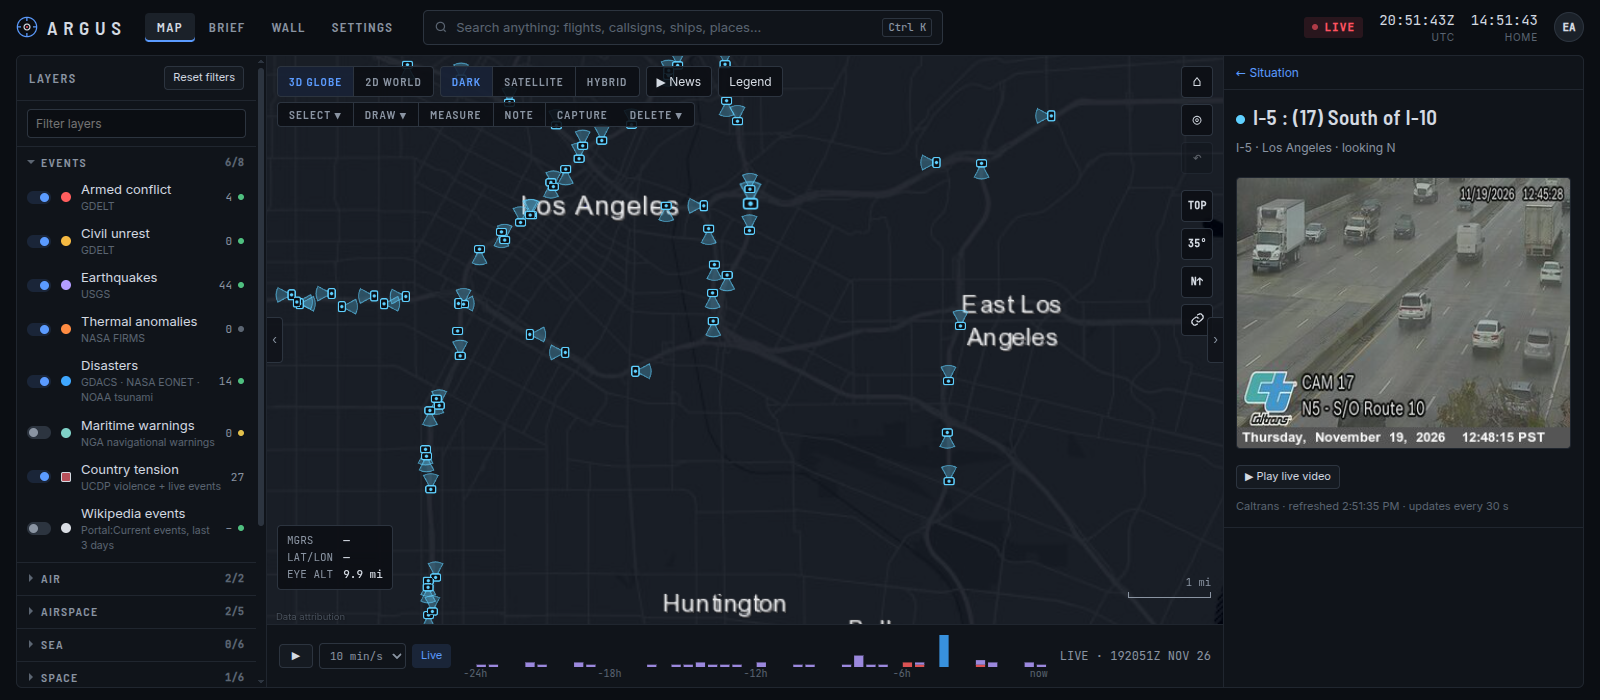 ARGUS
MAP BRIEF WALL SETTINGS
Search anything: flights, callsigns, ships, places... Ctrl K
LIVE
20:51:43Z 14:51:43
UTC HOME
EA
LAYERS Reset filters
Filter layers
EVENTS 6/8
Armed conflict
GDELT
4
Civil unrest
GDELT
0
Earthquakes
USGS
44
Thermal anomalies
NASA FIRMS
0
Disasters
GDACS · NASA EONET ·
NOAA tsunami
14
Maritime warnings
NGA navigational warnings
0
Country tension
UCDP violence + live events
27
Wikipedia events
Portal:Current events, last
3 days
–
AIR 2/2
AIRSPACE 2/5
SEA 0/6
SPACE 1/6
3D GLOBE 2D WORLD DARK SATELLITE HYBRID ▶ News Legend
SELECT ▾ DRAW ▾ MEASURE NOTE CAPTURE DELETE ▾
TOP
35°
N↑
Los Angeles
East Los
Angeles
Huntington
MGRS –
LAT/LON –
EYE ALT 9.9 mi
Data attribution
1 mi
▶ 10 min/s Live
-24h -18h -12h -6h now
LIVE · 192051Z NOV 26
← Situation
I-5 : (17) South of I-10
I-5 · Los Angeles · looking N
11/19/2026 12:45:28
CAM 17
N5 - S/O Route 10
Ct
Caltrans
Thursday, November 19, 2026 12:48:15 PST
▶ Play live video
Caltrans · refreshed 2:51:35 PM · updates every 30 s